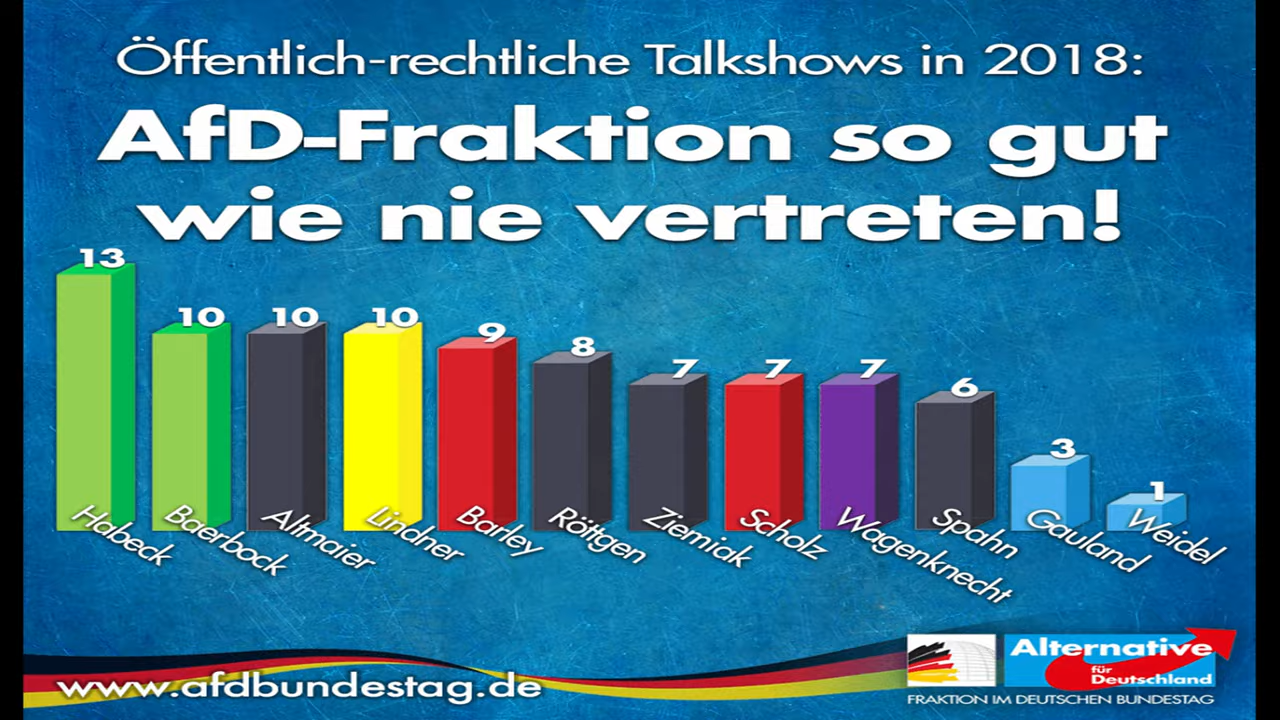 Öffentlich-rechtliche Talkshows in 2018:
AfD-Fraktion so gut
wie nie vertreten!
13
10
10
10
9
8
7
7
7
6
3
1
Habeck
Baerbock
Altmaier
Lindner
Barley
Röttgen
Ziemiak
Scholz
Wagenknecht
Spahn
Gauland
Weidel
www.afdbundestag.de
Alternative
für
Deutschland
FRAKTION IM DEUTSCHEN BUNDESTAG